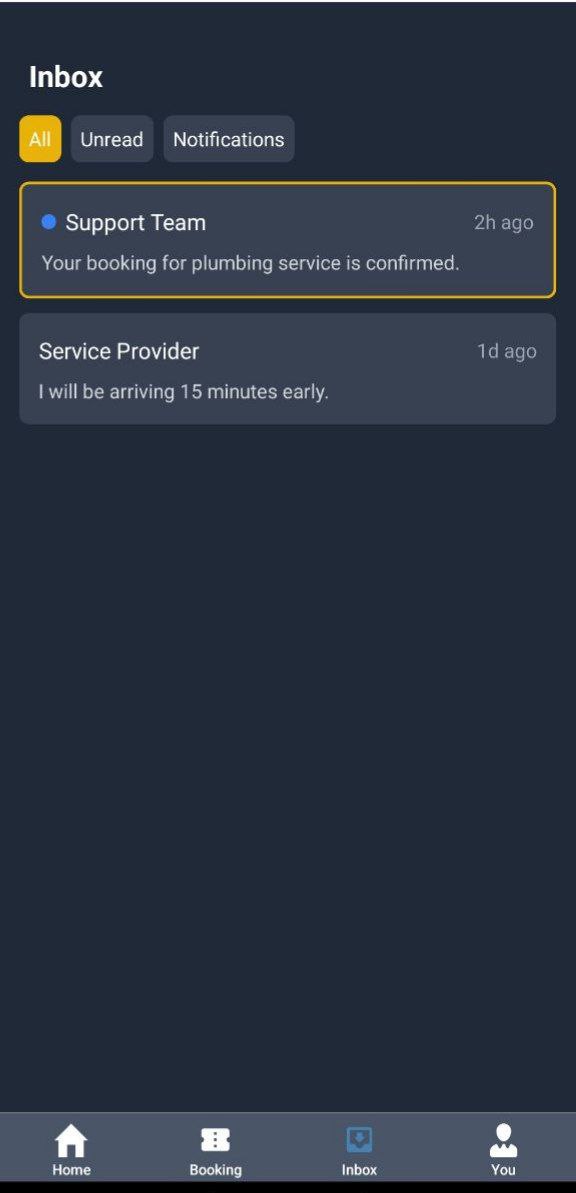 Inbox
All Unread Notifications
Support Team 2h ago
Your booking for plumbing service is confirmed.
Service Provider 1d ago
I will be arriving 15 minutes early.
Home Booking Inbox You